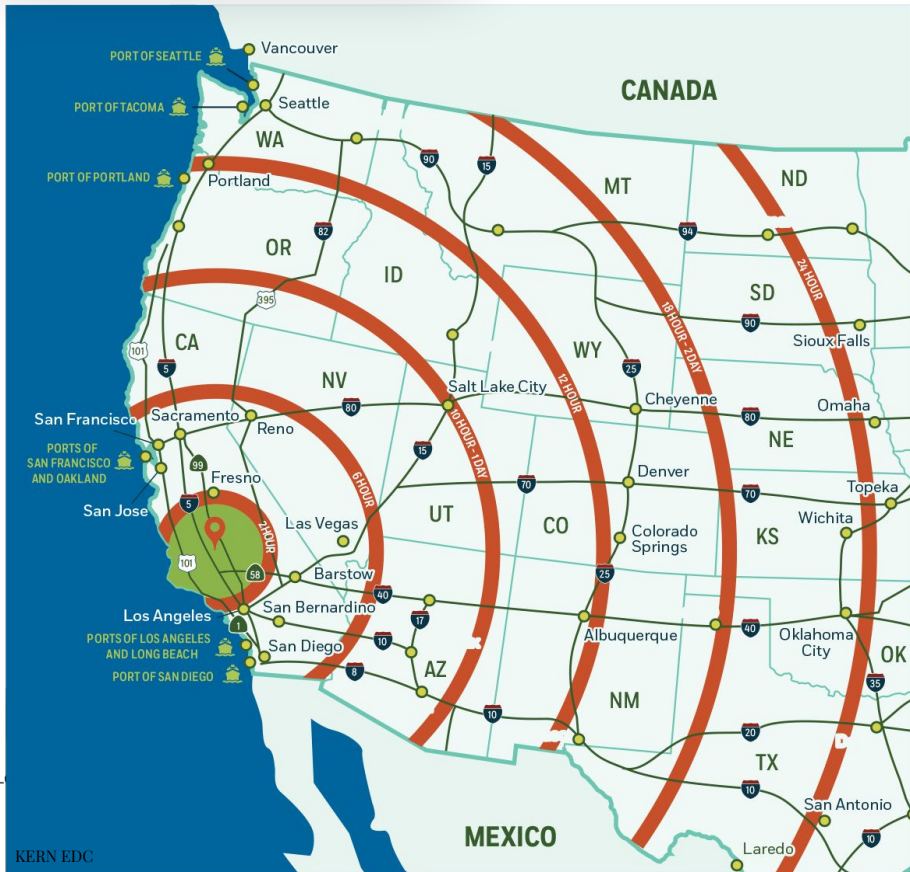 Vancouver
PORT OF SEATTLE
CANADA
PORT OF TACOMA
Seattle
WA
90
15
MT
ND
PORT OF PORTLAND
Portland
OR
82
94
24 HOUR
ID
SD
395
18 HOUR - 2 DAY
90
Sioux Falls
101
CA
5
WY
12 HOUR
25
NV
Salt Lake City
80
Cheyenne
80
Omaha
San Francisco
Sacramento
Reno
10 HOUR - 1 DAY
NE
PORTS OF
SAN FRANCISCO
AND OAKLAND
99
15
6 HOUR
Denver
70
70
Topeka
Fresno
5
San Jose
2 HOUR
Las Vegas
UT
CO
Colorado
Springs
KS
Wichita
101
58
Barstow
25
40
Los Angeles
San Bernardino
17
1
10
Albuquerque
40
Oklahoma
City
OK
PORTS OF LOS ANGELES
AND LONG BEACH
San Diego
PORT OF SAN DIEGO
8
AZ
35
NM
10
20
TX
10
San Antonio
10
MEXICO
Laredo
KERN EDC